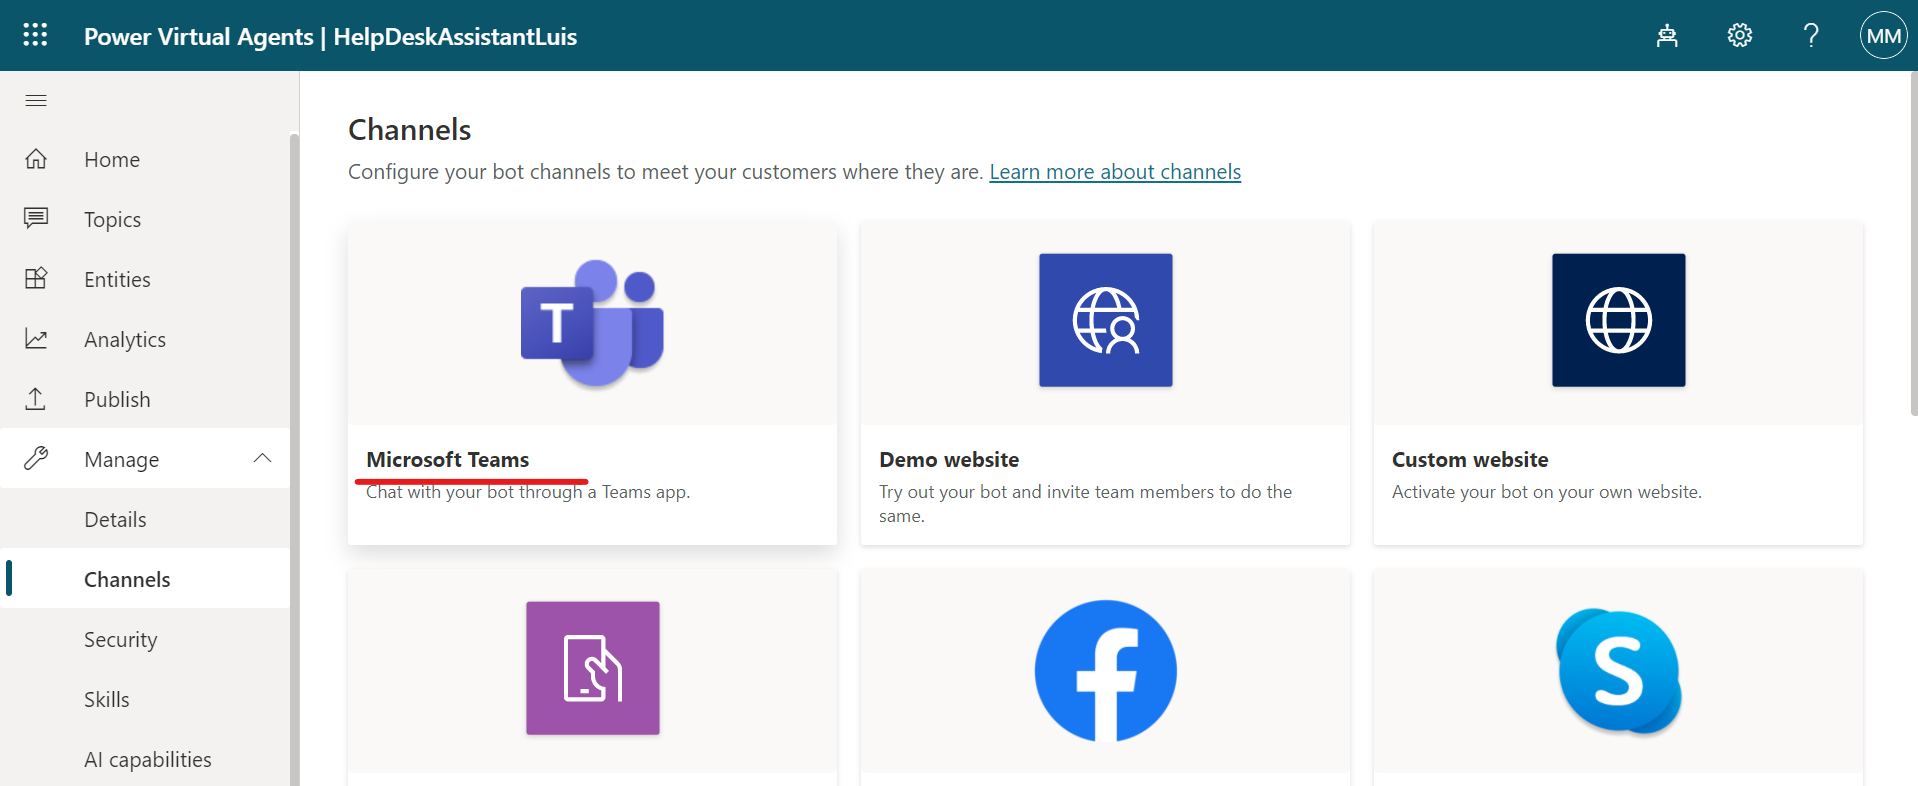 Power Virtual Agents | HelpDeskAssistantLuis
MM
Home
Topics
Entities
Analytics
Publish
Manage
Details
Channels
Security
Skills
AI capabilities
Channels
Configure your bot channels to meet your customers where they are. Learn more about channels
T
Microsoft Teams
Chat with your bot through a Teams app.
Demo website
Try out your bot and invite team members to do the
same.
Custom website
Activate your bot on your own website.
f
S